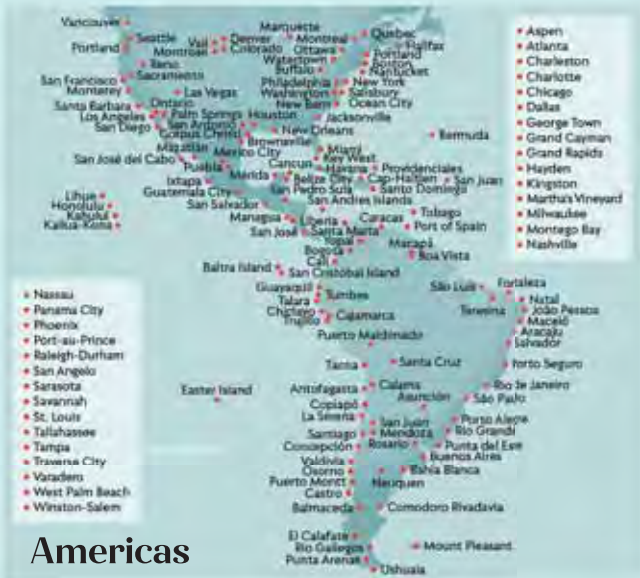 Vancouver
Seattle
Portland
Vail
Montrose
Denver
Colorado
Marquette
Montreal
Quebec
Halifax
Ottawa
Watertown
Portland
Boston
Buffalo
Nantucket
Reno
Sacramento
San Francisco
Monterey
Las Vegas
Philadelphia
New York
Washington
Salisbury
New Bern
Ocean City
Santa Barbara
Ontario
Los Angeles
Palm Springs
Houston
Jacksonville
San Diego
San Antonio
Corpus Christi
New Orleans
Bermuda
Brownsville
Mazatlán
Mexico City
Miami
Key West
San José del Cabo
Cancun
Havana
Providenciales
Puebla
Mérida
Belize City
Cap-Haïtien
San Juan
Ixtapa
Guatemala City
San Pedro Sula
Santo Domingo
San Salvador
San Andres Islands
Lihue
Honolulu
Kahului
Kailua-Kona
Managua
Liberia
Caracas
Tobago
Port of Spain
San José
Santa Marta
Yopal
Bogotá
Macapá
Boa Vista
Cali
Baltra Island
San Cristóbal Island
Guayaquil
Talara
Tumbes
São Luís
Fortaleza
Teresina
Natal
João Pessoa
Chiclayo
Cajamarca
Trujillo
Maceió
Aracaju
Salvador
Puerto Maldonado
Tacna
Santa Cruz
Porto Seguro
Easter Island
Antofagasta
Calama
Asunción
Rio de Janeiro
São Paulo
Copiapó
La Serena
San Juan
Porto Alegre
Santiago
Mendoza
Rio Grande
Concepción
Rosario
Punta del Este
Buenos Aires
Valdivia
Osorno
Bahía Blanca
Puerto Montt
Neuquen
Castro
Balmaceda
Comodoro Rivadavia
El Calafate
Rio Gallegos
Mount Pleasant
Punta Arenas
Ushuaia
Aspen
Atlanta
Charleston
Charlotte
Chicago
Dallas
George Town
Grand Cayman
Grand Rapids
Hayden
Kingston
Martha's Vineyard
Milwaukee
Montego Bay
Nashville
Nassau
Panama City
Phoenix
Port-au-Prince
Raleigh-Durham
San Angelo
Sarasota
Savannah
St. Louis
Tallahassee
Tampa
Traverse City
Varadero
West Palm Beach
Winston-Salem
Americas